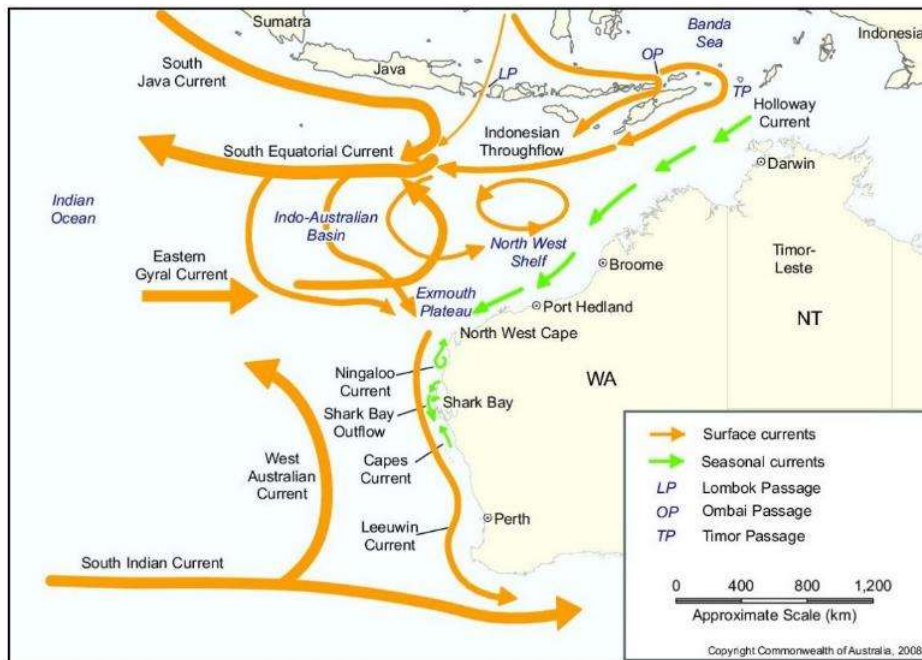 Sumatra
Banda
Sea
Indonesia
South
Java Current
Java
LP
OP
TP
Holloway
Current
Indonesian
Throughflow
South Equatorial Current
Darwin
Indian
Ocean
Indo-Australian
Basin
North West
Shelf
Broome
Timor-
Leste
Eastern
Gyral Current
Exmouth
Plateau
Port Hedland
NT
North West Cape
Ningaloo
Current
WA
Shark Bay
Shark Bay
Outflow
Capes
Current
West
Australian
Current
Leeuwin
Current
Perth
South Indian Current
Surface currents
Seasonal currents
LP Lombok Passage
OP Ombai Passage
TP Timor Passage
0 400 800 1,200
Approximate Scale (km)
Copyright Commonwealth of Australia, 2008